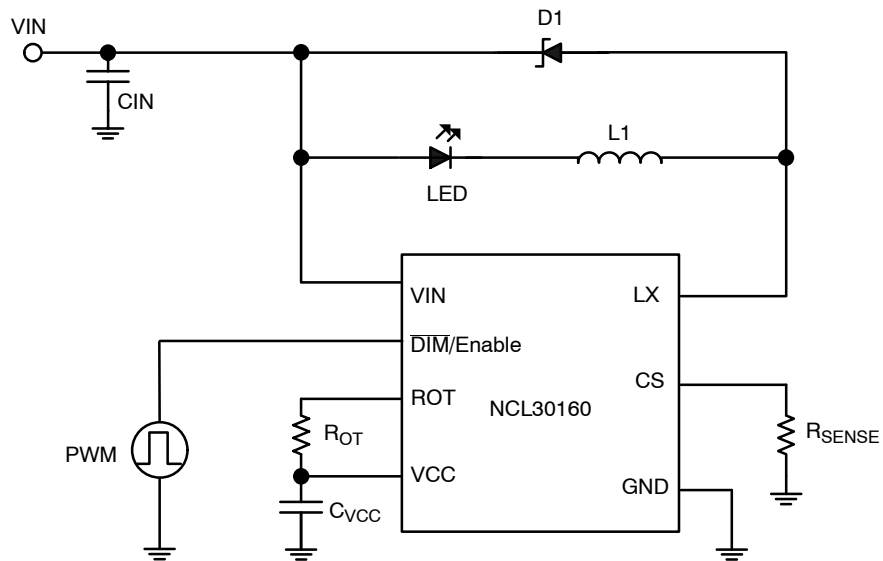 VIN
D1
CIN
L1
LED
VIN
LX
DIM/Enable
CS
ROT
NCL30160
ROT
RSENSE
PWM
VCC
GND
CVCC